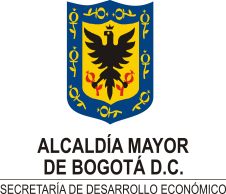 ALCALDÍA MAYOR
DE BOGOTÁ D.C.
SECRETARÍA DE DESARROLLO ECONÓMICO